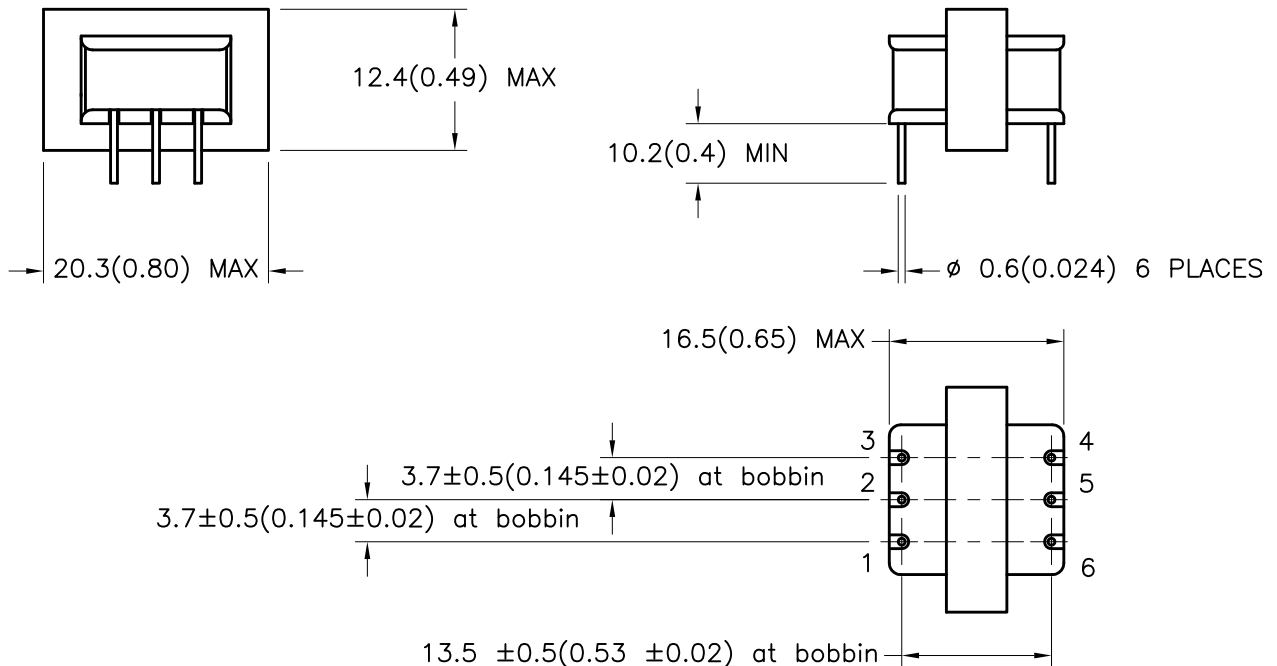 12.4(0.49) MAX
10.2(0.4) MIN
20.3(0.80) MAX
ø 0.6(0.024) 6 PLACES
16.5(0.65) MAX
3
4
3.7±0.5(0.145±0.02) at bobbin
2
5
3.7±0.5(0.145±0.02) at bobbin
1
6
13.5 ±0.5(0.53 ±0.02) at bobbin